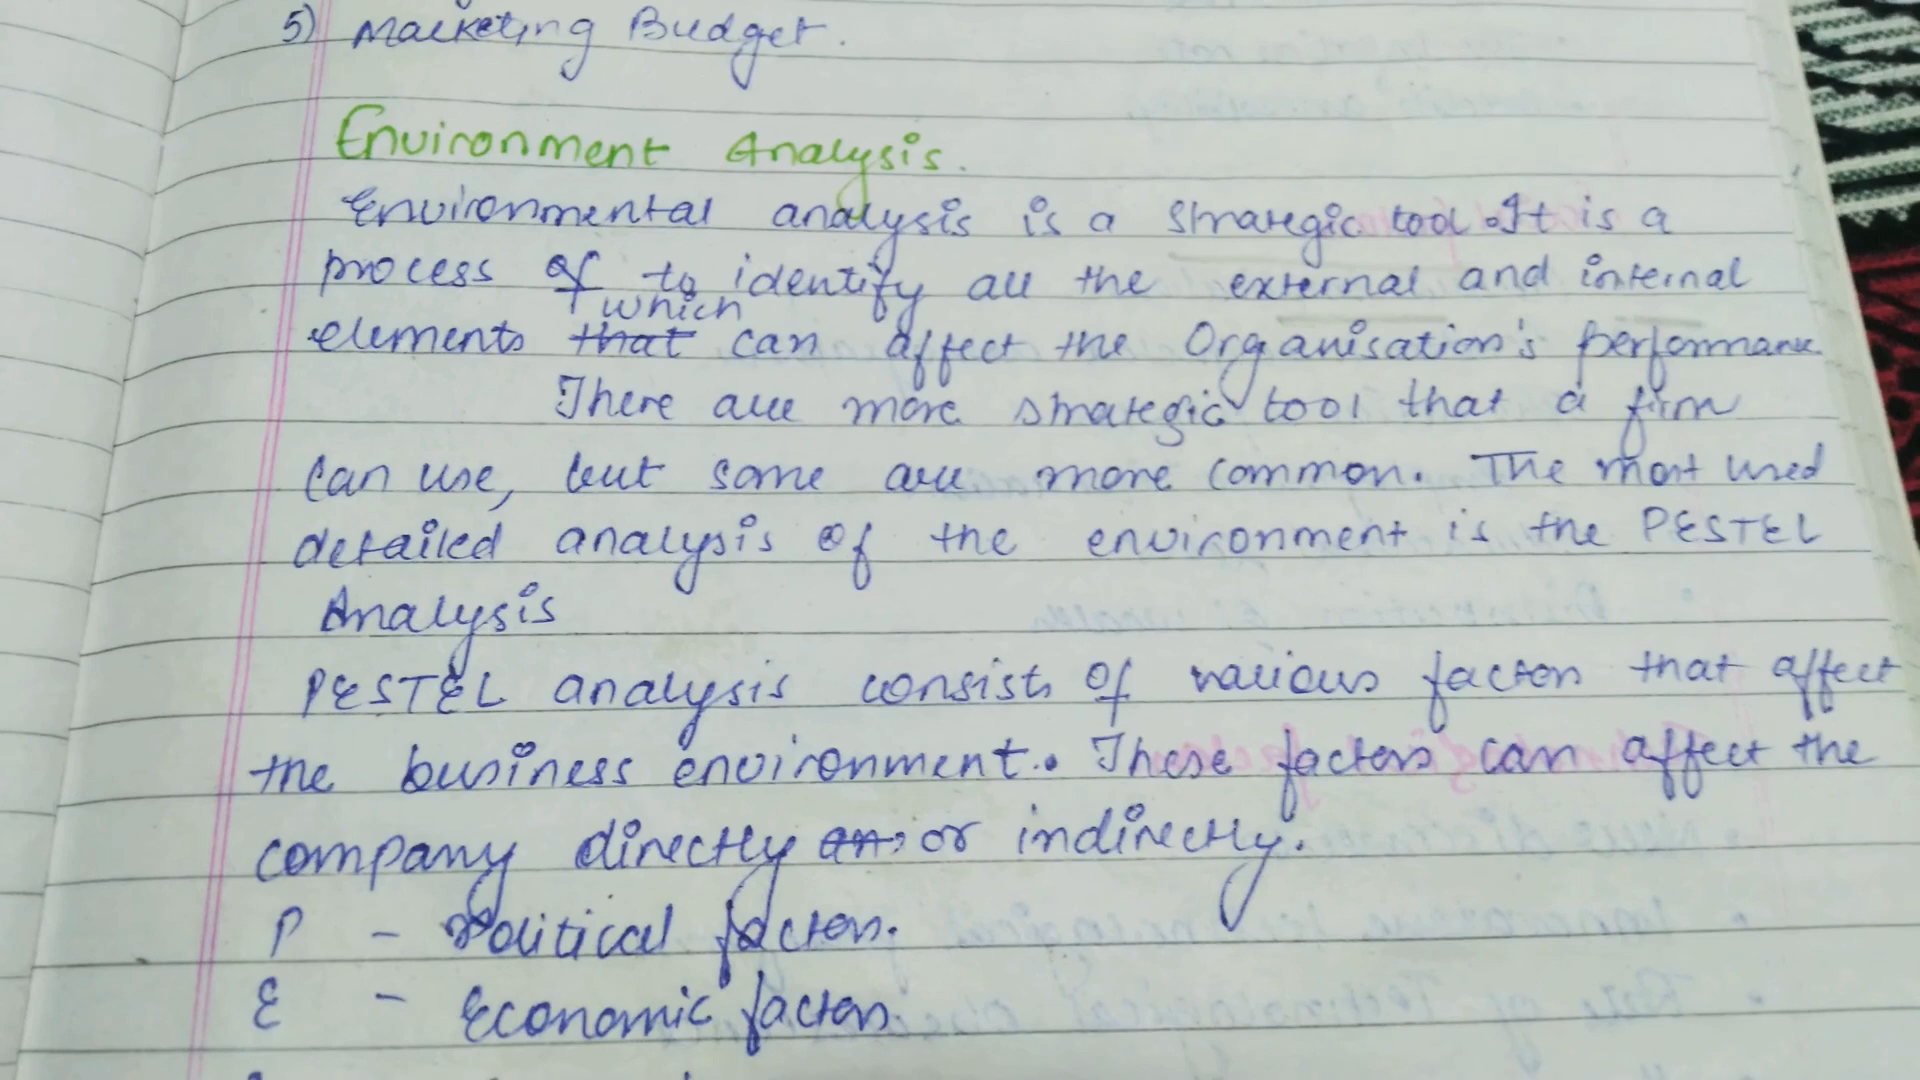 5) Marketing Budget.
Environment Analysis.
Environmental analysis is a strategic tool. It is a
process of to identify all the external and internal
which
elements that can affect the Organisation's performance
There are more strategic tool that a firm
can use, but some are more common. The most used
detailed analysis of the environment is the PESTEL
Analysis
PESTEL analysis consists of various factors that affect
the business environment. These factors can affect the
company directly or indirectly.
P - Political factors.
E - Economic factors.